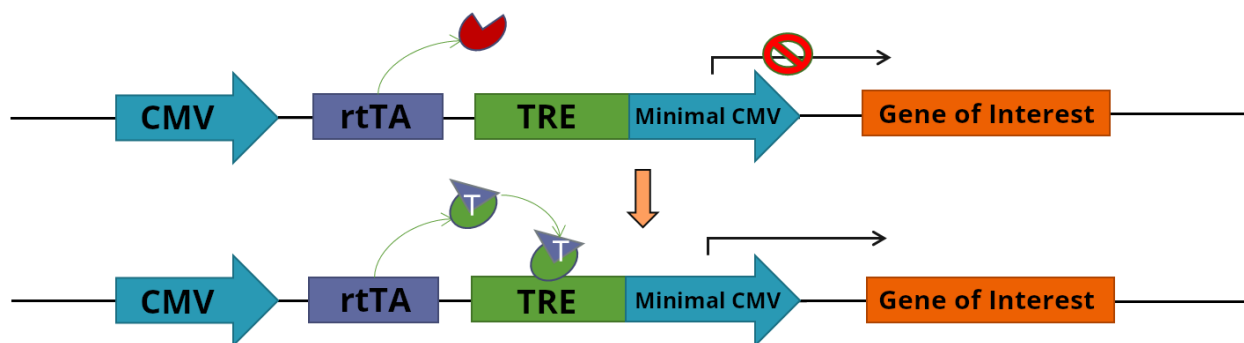 CMV
rtTA
TRE
Minimal CMV
Gene of Interest
T
T
CMV
rtTA
TRE
Minimal CMV
Gene of Interest